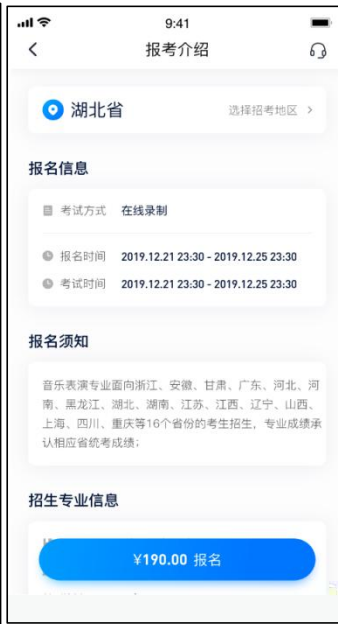 9:41
报考介绍
湖北省 选择招考地区
报名信息
考试方式 在线录制
报名时间 2019.12.21 23:30 - 2019.12.25 23:30
考试时间 2019.12.21 23:30 - 2019.12.25 23:30
报名须知
音乐表演专业面向浙江、安徽、甘肃、广东、河北、河
南、黑龙江、湖北、湖南、江苏、江西、辽宁、山西、
上海、四川、重庆等16个省份的考生招生，专业成绩承
认相应省统考成绩；
招生专业信息
¥190.00 报名